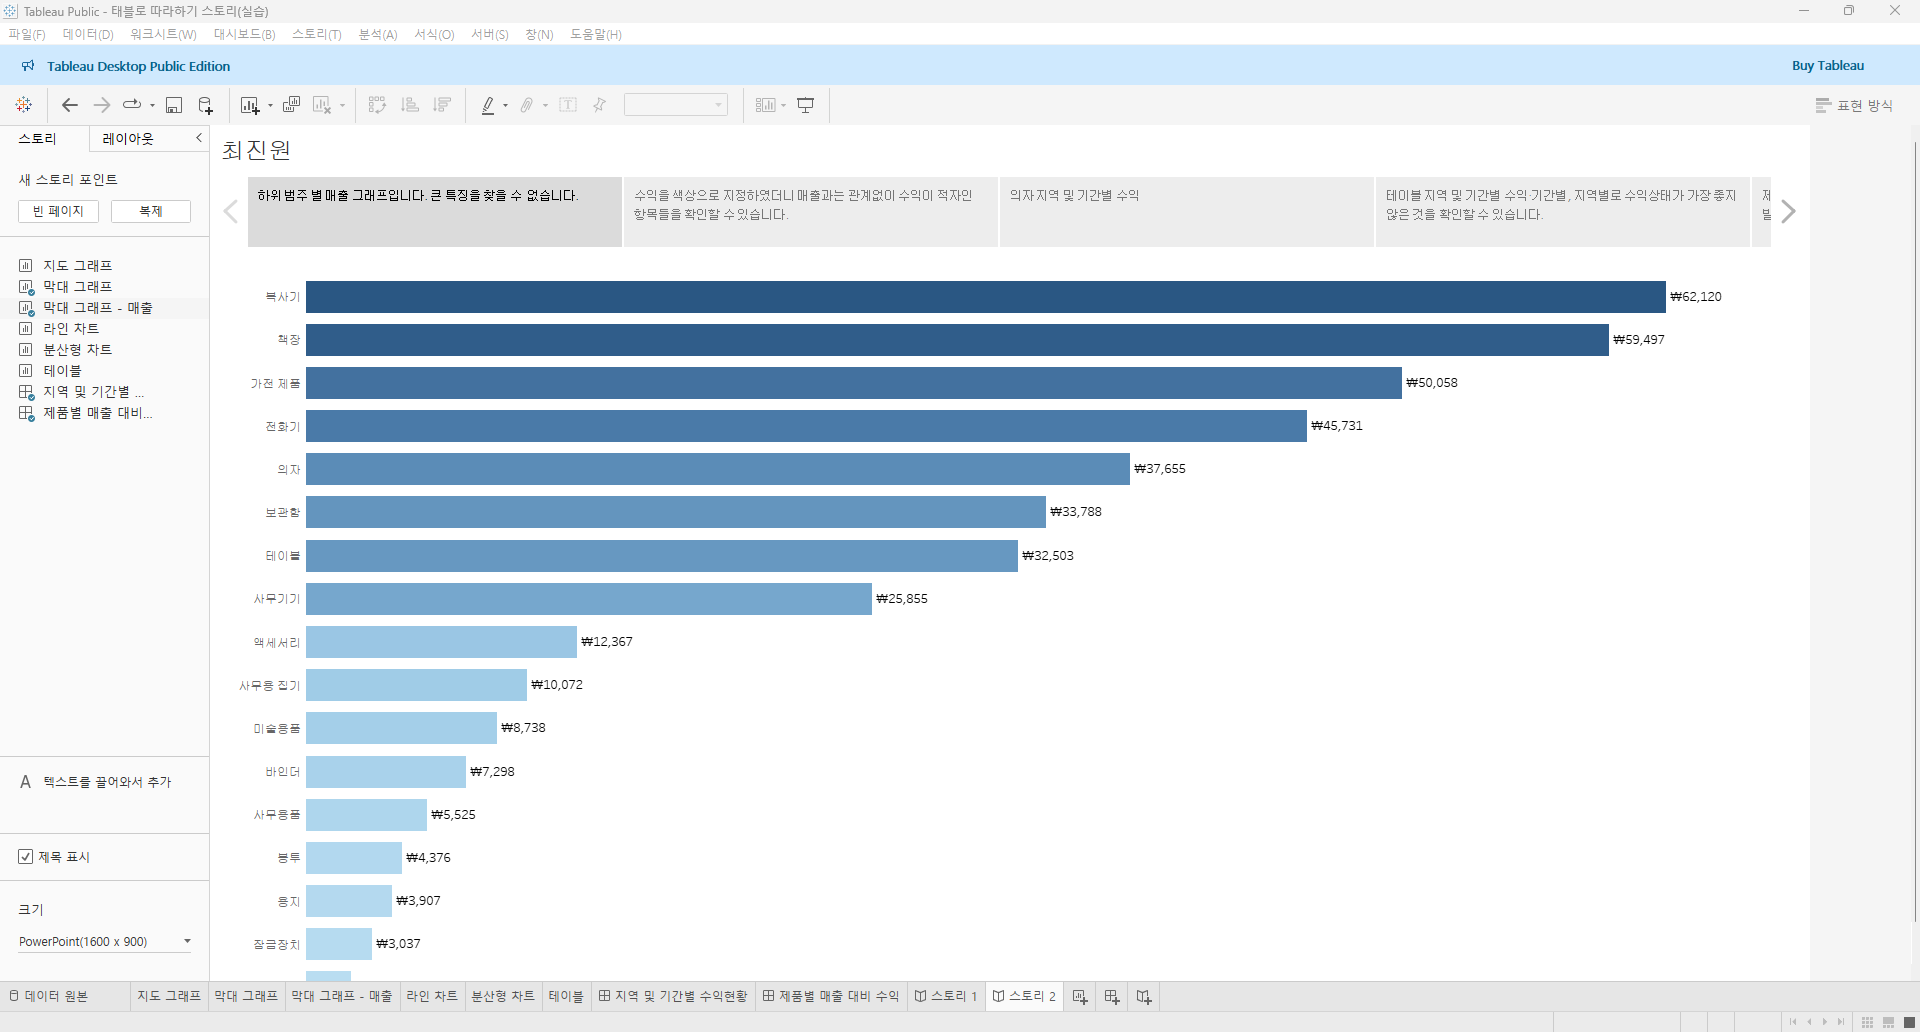 Tableau Public - 태블로 따라하기 스토리(실습)
파일(F) 데이터(D) 워크시트(W) 대시보드(B) 스토리(T) 분석(A) 서식(O) 서버(S) 창(N) 도움말(H)
Tableau Desktop Public Edition
Buy Tableau
표현 방식
스토리 레이아웃
새 스토리 포인트
빈 페이지 복제
지도 그래프
막대 그래프
막대 그래프 - 매출
라인 차트
분산형 차트
테이블
지역 및 기간별 ...
제품별 매출 대비...
A 텍스트를 끌어와서 추가
제목 표시
크기
PowerPoint(1600 x 900)
최진원
하위 범주 별 매출 그래프입니다. 큰 특징을 찾을 수 없습니다.
수익을 색상으로 지정하였더니 매출과는 관계없이 수익이 적자인
항목들을 확인할 수 있습니다.
의자 지역 및 기간별 수익
테이블 지역 및 기간별 수익 기간별, 지역별로 수익상태가 가장 좋지
않은 것을 확인할 수 있습니다.
복사기 ₩62,120
책장 ₩59,497
가전 제품 ₩50,058
전화기 ₩45,731
의자 ₩37,655
보관함 ₩33,788
테이블 ₩32,503
사무기기 ₩25,855
액세서리 ₩12,367
사무용 집기 ₩10,072
미술용품 ₩8,738
바인더 ₩7,298
사무용품 ₩5,525
봉투 ₩4,376
용지 ₩3,907
잠금장치 ₩3,037
데이터 원본 지도 그래프 막대 그래프 막대 그래프 - 매출 라인 차트 분산형 차트 테이블 지역 및 기간별 수익현황 제품별 매출 대비 수익 스토리 1 스토리 2